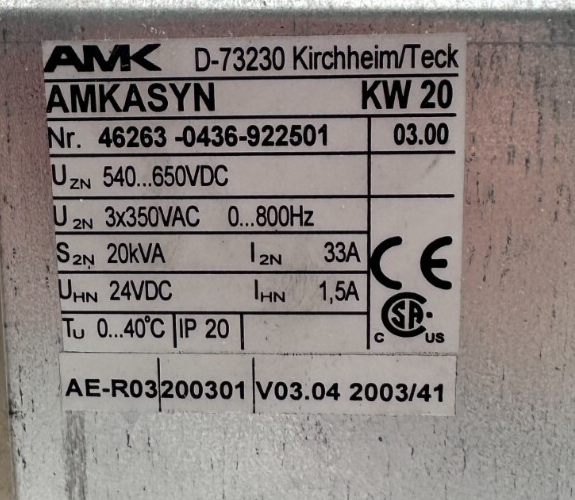 AMK D-73230 Kirchheim/Teck
AMKASYN KW 20
Nr. 46263 -0436-922501 03.00
UZN 540...650VDC
U2N 3x350VAC 0...800Hz
S2N 20kVA I2N 33A
UHN 24VDC IHN 1,5A
TU 0...40°C IP 20
CE
C SA US
AE-R03 200301 V03.04 2003/41